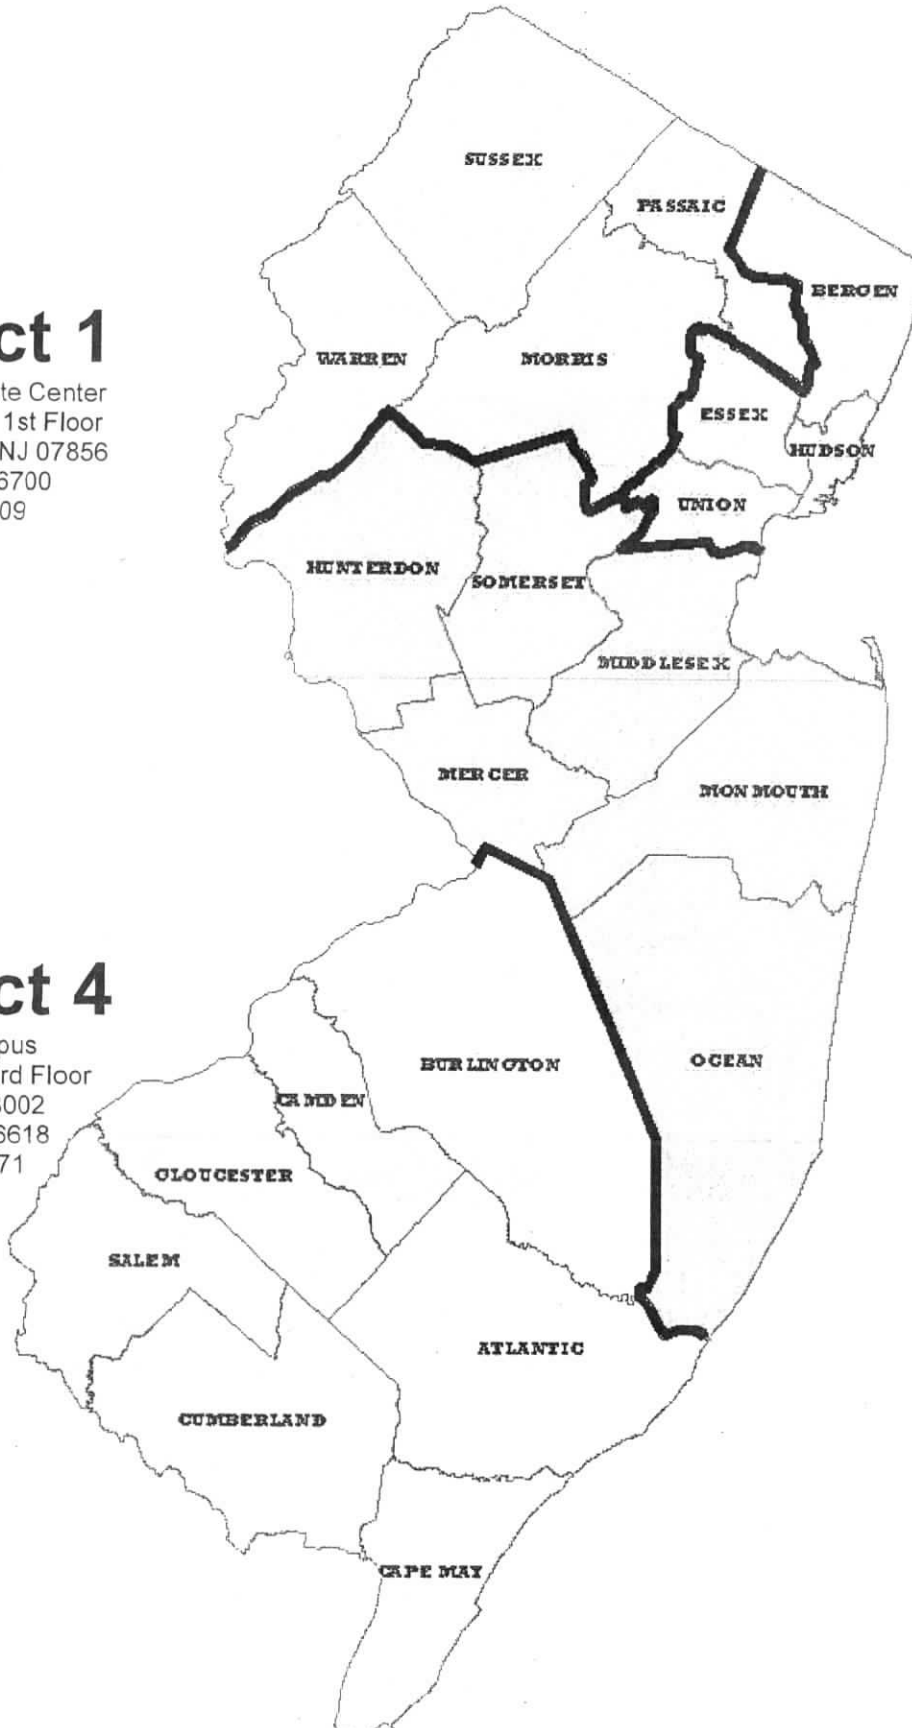 ct 1
te Center
1st Floor
NJ 07856
6700
09
ct 4
ous
rd Floor
8002
6618
71
SUSSEX
PASSAIC
BERGEN
WARREN
MORRIS
ESSEX
HUDSON
UNION
HUNTERDON
SOMERSET
MIDDLESEX
MERCER
MONMOUTH
BURLINGTON
OCEAN
CAMDEN
GLOUCESTER
SALEM
ATLANTIC
CUMBERLAND
CAPE MAY